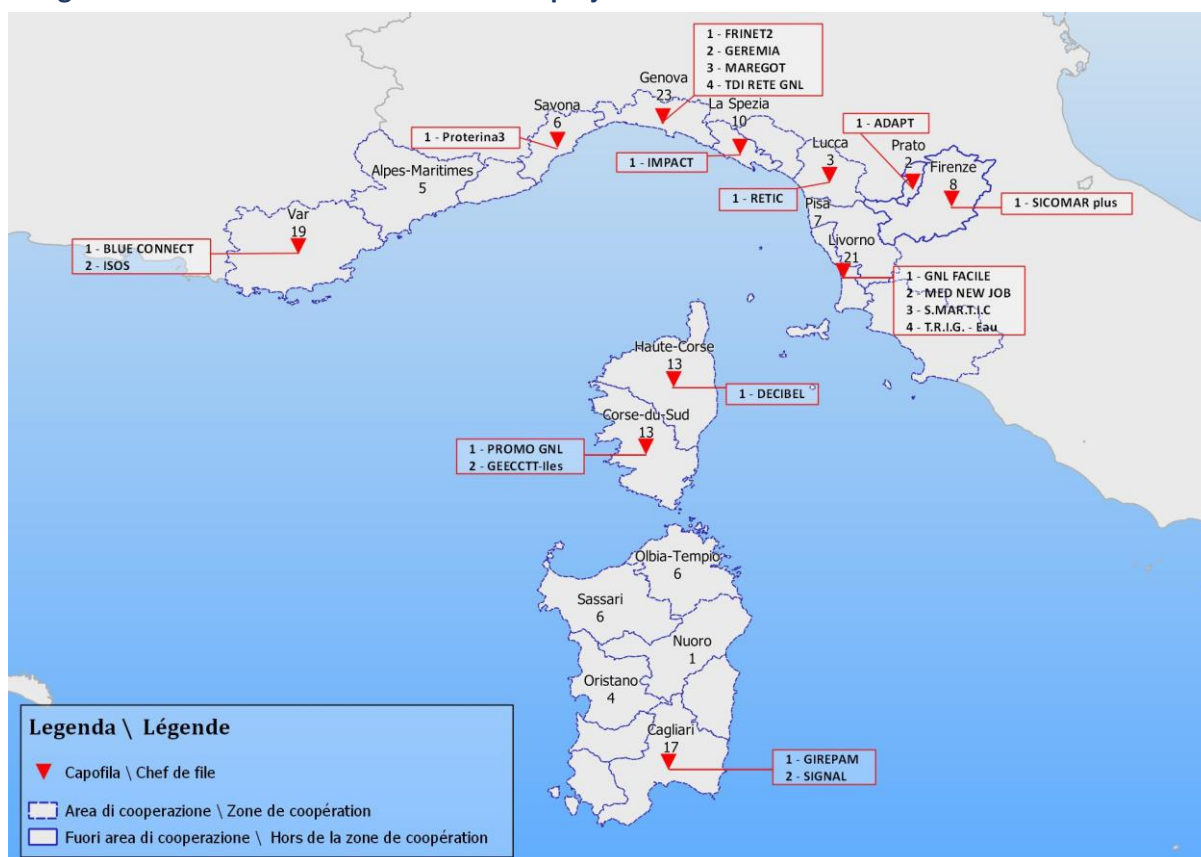 1 - FRINET2
2 - GEREMIA
3 - MAREGOT
4 - TDI RETE GNL
Genova
23
Savona
6
La Spezia
10
1 - Proterina3
1 - ADAPT
1 - IMPACT
Lucca
3
Prato
2
Firenze
8
Alpes-Maritimes
5
1 - RETIC
1 - SICOMAR plus
Pisa
7
Var
19
1 - BLUE CONNECT
2 - ISOS
Livorno
21
1 - GNL FACILE
2 - MED NEW JOB
3 - S.MAR.T.I.C
4 - T.R.I.G. - Eau
Haute-Corse
13
1 - DECIBEL
Corse-du-Sud
13
1 - PROMO GNL
2 - GEECCTT-Iles
Olbia-Tempio
6
Sassari
6
Nuoro
1
Oristano
4
Cagliari
17
1 - GIREPAM
2 - SIGNAL
Legenda \ Légende
Capofila \ Chef de file
Area di cooperazione \ Zone de coopération
Fuori area di cooperazione \ Hors de la zone de coopération